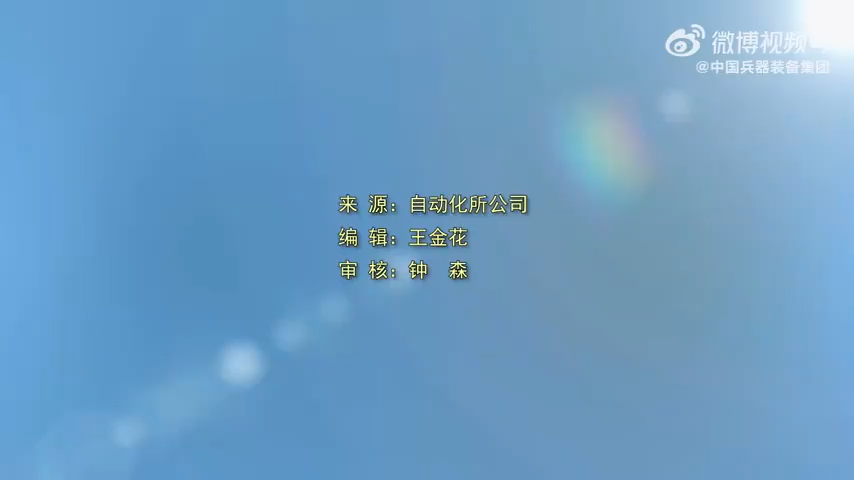 微博视频号
@中国兵器装备集团
来 源：自动化所公司
编 辑：王金花
审 核：钟 森